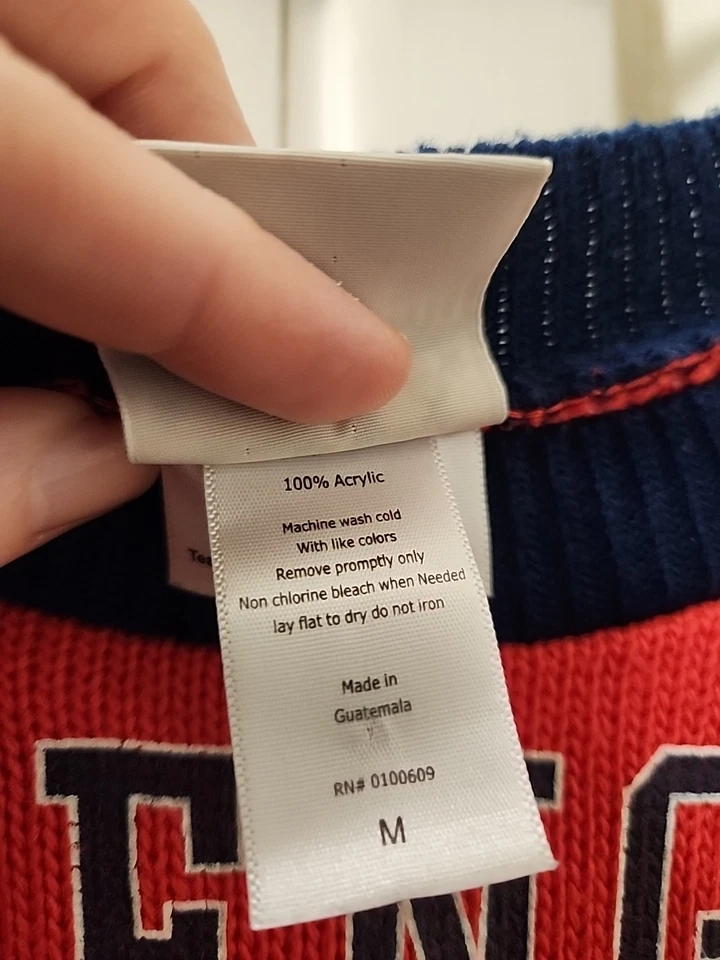 100% Acrylic
Machine wash cold
With like colors
Remove promptly only
Non chlorine bleach when Needed
lay flat to dry do not iron
Made in
Guatemala
RN# 0100609
M